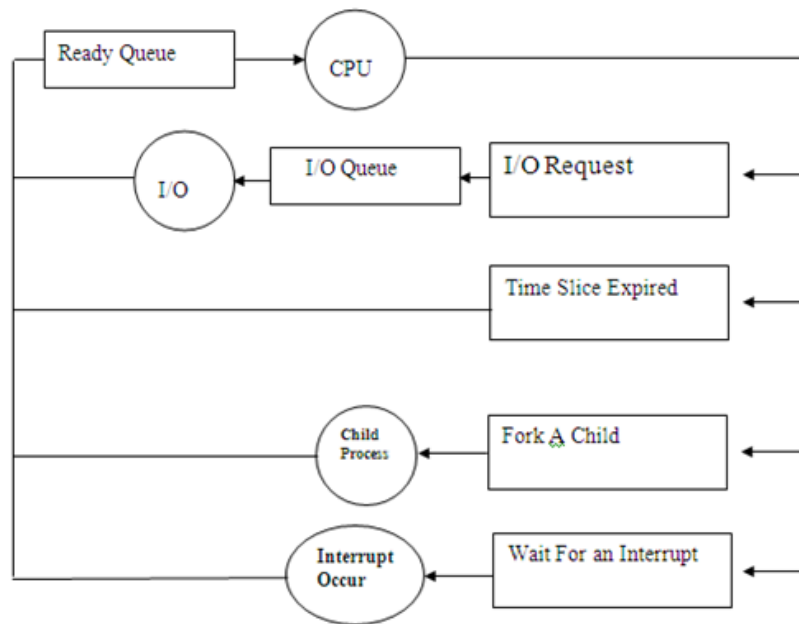 Ready Queue
CPU
I/O
I/O Queue
I/O Request
Time Slice Expired
Child
Process
Fork A Child
Interrupt
Occur
Wait For an Interrupt